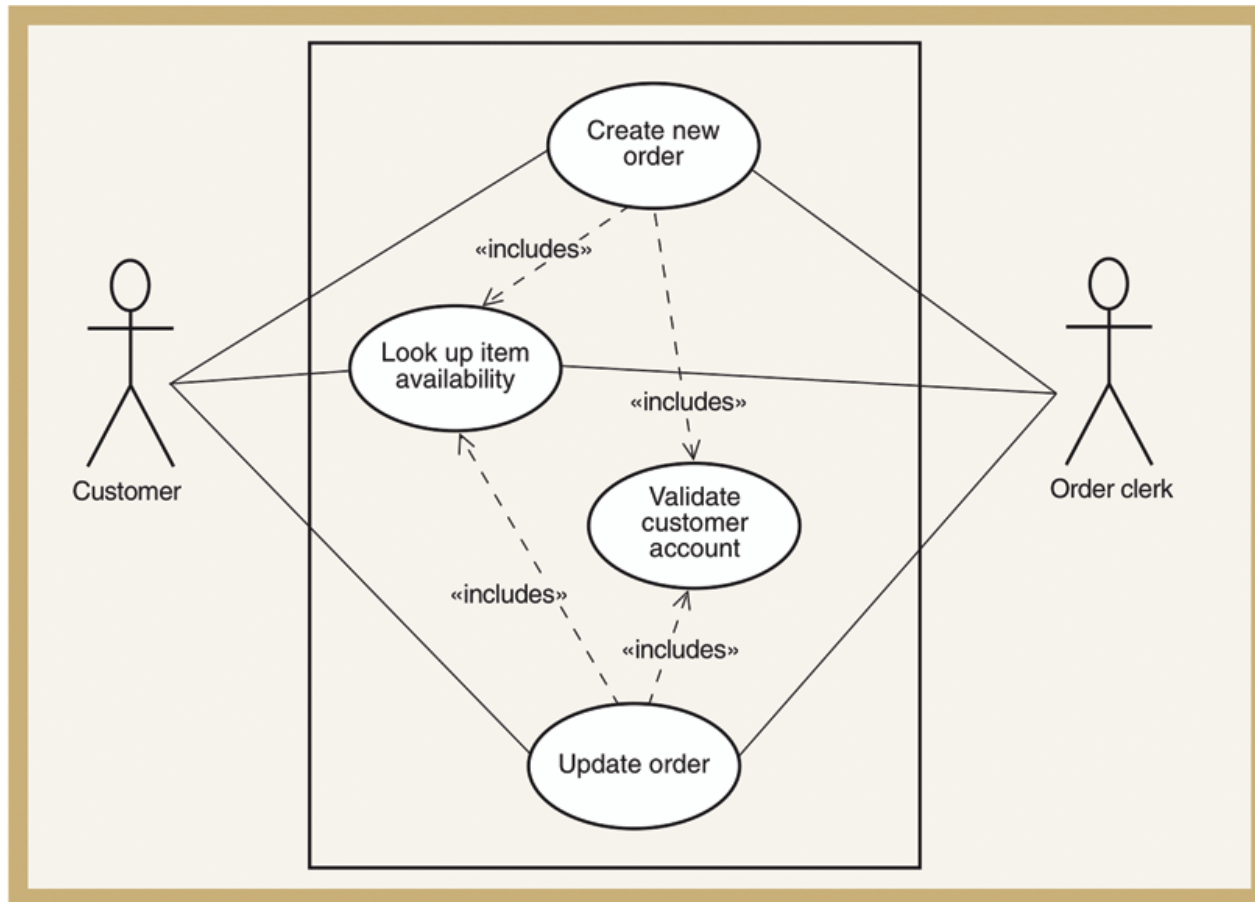 Create new
order
«includes»
Look up item
availability
«includes»
Customer
Validate
customer
account
Order clerk
«includes»
«includes»
Update order